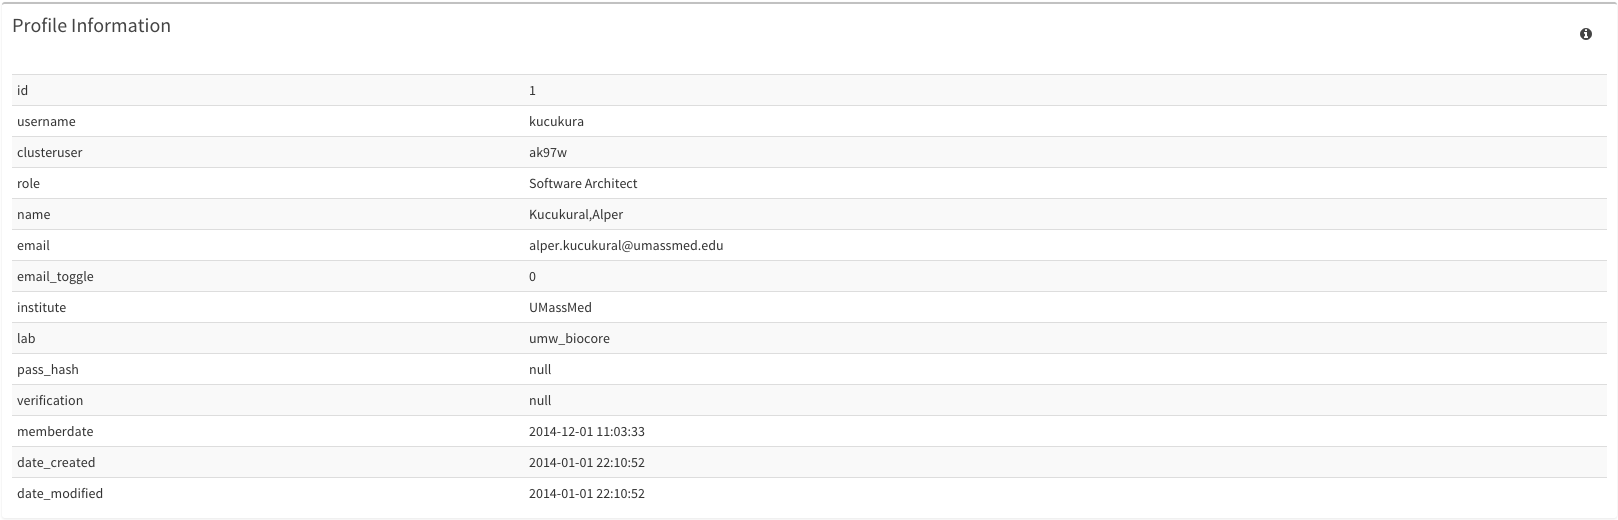 Profile Information
id 1
username kucukura
clusteruser ak97w
role Software Architect
name Kucukural,Alper
email alper.kucukural@umassmed.edu
email_toggle 0
institute UMassMed
lab umw_biocore
pass_hash null
verification null
memberdate 2014-12-01 11:03:33
date_created 2014-01-01 22:10:52
date_modified 2014-01-01 22:10:52